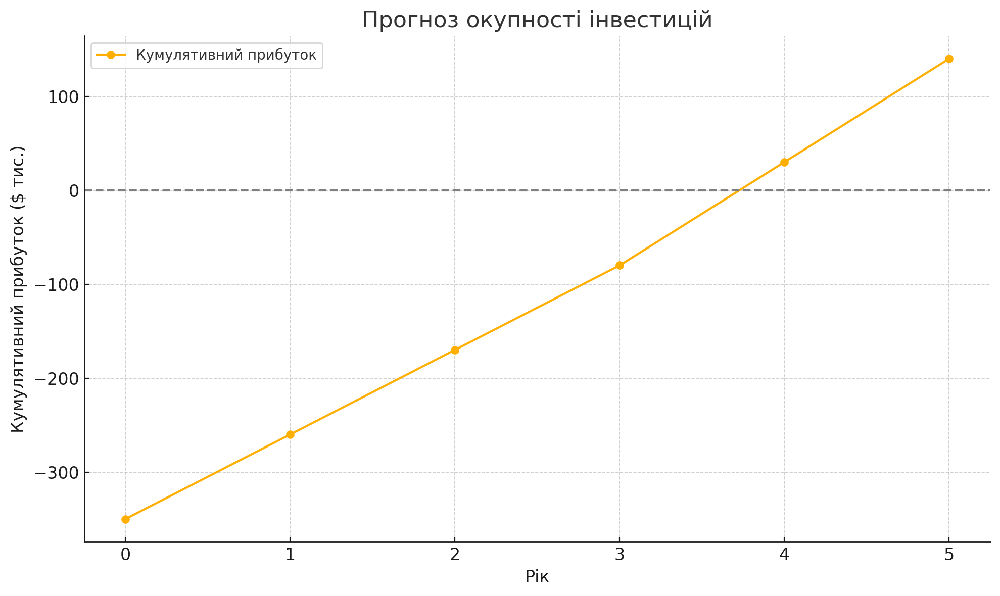 Прогноз окупності інвестицій
Кумулятивний прибуток
Кумулятивний прибуток ($ тис.)
100
0
−100
−200
−300
0 1 2 3 4 5
Рік